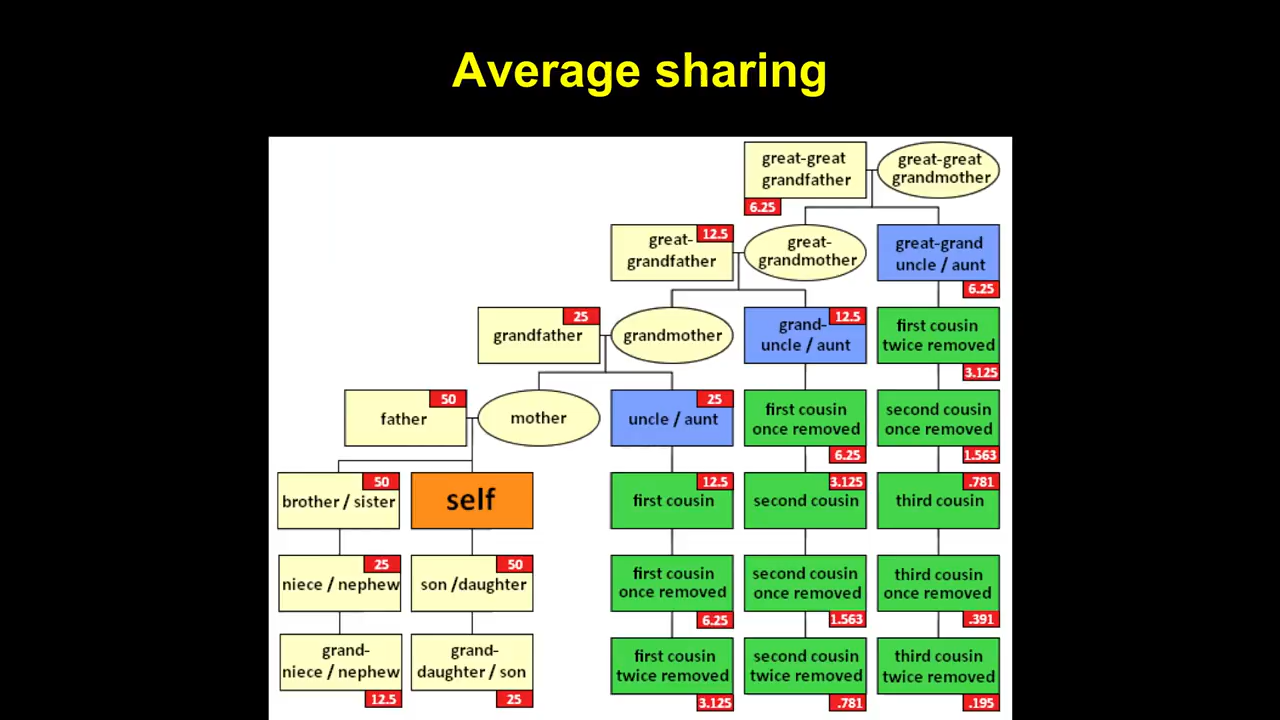 Average sharing
great-great
grandfather
6.25
great-great
grandmother
great-
grandfather
12.5
great-
grandmother
great-grand
uncle / aunt
6.25
grandfather
25
grandmother
grand-
uncle / aunt
12.5
first cousin
twice removed
3.125
father
50
mother
uncle / aunt
25
first cousin
once removed
6.25
second cousin
once removed
1.563
brother / sister
50
self
first cousin
12.5
second cousin
3.125
third cousin
.781
niece / nephew
25
son /daughter
50
first cousin
once removed
6.25
second cousin
once removed
1.563
third cousin
once removed
.391
grand-
niece / nephew
12.5
grand-
daughter / son
25
first cousin
twice removed
3.125
second cousin
twice removed
.781
third cousin
twice removed
.195